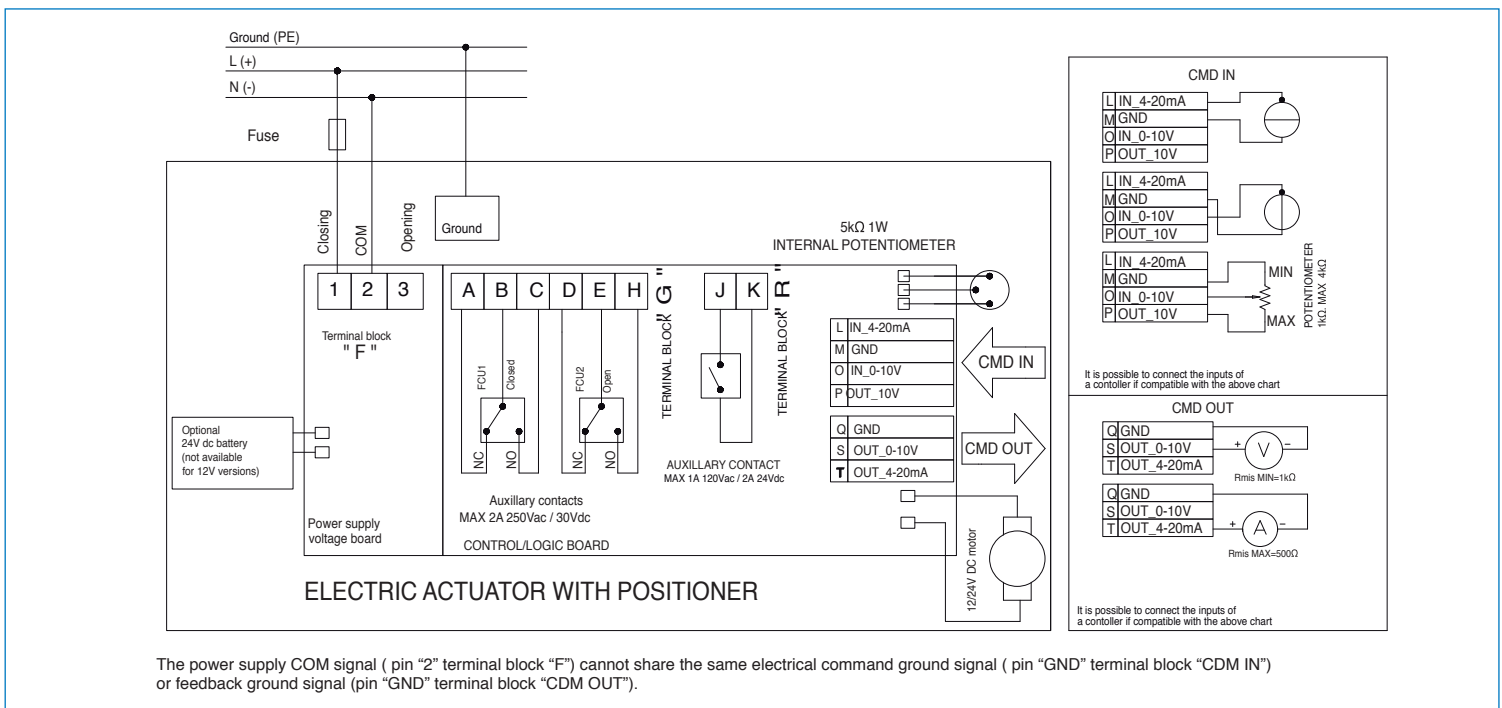 Ground (PE)
L (+)
N (-)
Fuse
Closing
COM
Opening
Ground
1 2 3
Terminal block
" F "
A B C D E H
TERMINAL BLOCK "G"
J K
TERMINAL BLOCK "R"
FCU1
Closed
FCU2
Open
NC
NO
NC
NO
Auxillary contacts
MAX 2A 250Vac / 30Vdc
AUXILLARY CONTACT
MAX 1A 120Vac / 2A 24Vdc
5kΩ 1W
INTERNAL POTENTIOMETER
L IN_4-20mA
M GND
O IN_0-10V
P OUT_10V
CMD IN
Q GND
S OUT_0-10V
T OUT_4-20mA
CMD OUT
12/24V DC motor
Optional
24V dc battery
(not available
for 12V versions)
Power supply
voltage board
CONTROL/LOGIC BOARD
ELECTRIC ACTUATOR WITH POSITIONER
CMD IN
L IN_4-20mA
M GND
O IN_0-10V
P OUT_10V
L IN_4-20mA
M GND
O IN_0-10V
P OUT_10V
L IN_4-20mA
M GND
O IN_0-10V
P OUT_10V
MIN
MAX
POTENTIOMETER
1kΩ. MAX 4kΩ
It is possible to connect the inputs of
a contoller if compatible with the above chart
CMD OUT
Q GND
S OUT_0-10V
T OUT_4-20mA
+ V −
Rmis MIN=1kΩ
Q GND
S OUT_0-10V
T OUT_4-20mA
+ A −
Rmis MAX=500Ω
It is possible to connect the inputs of
a controller if compatible with the above chart
The power supply COM signal ( pin “2” terminal block “F”) cannot share the same electrical command ground signal ( pin “GND” terminal block “CDM IN”)
or feedback ground signal (pin “GND” terminal block “CDM OUT”).